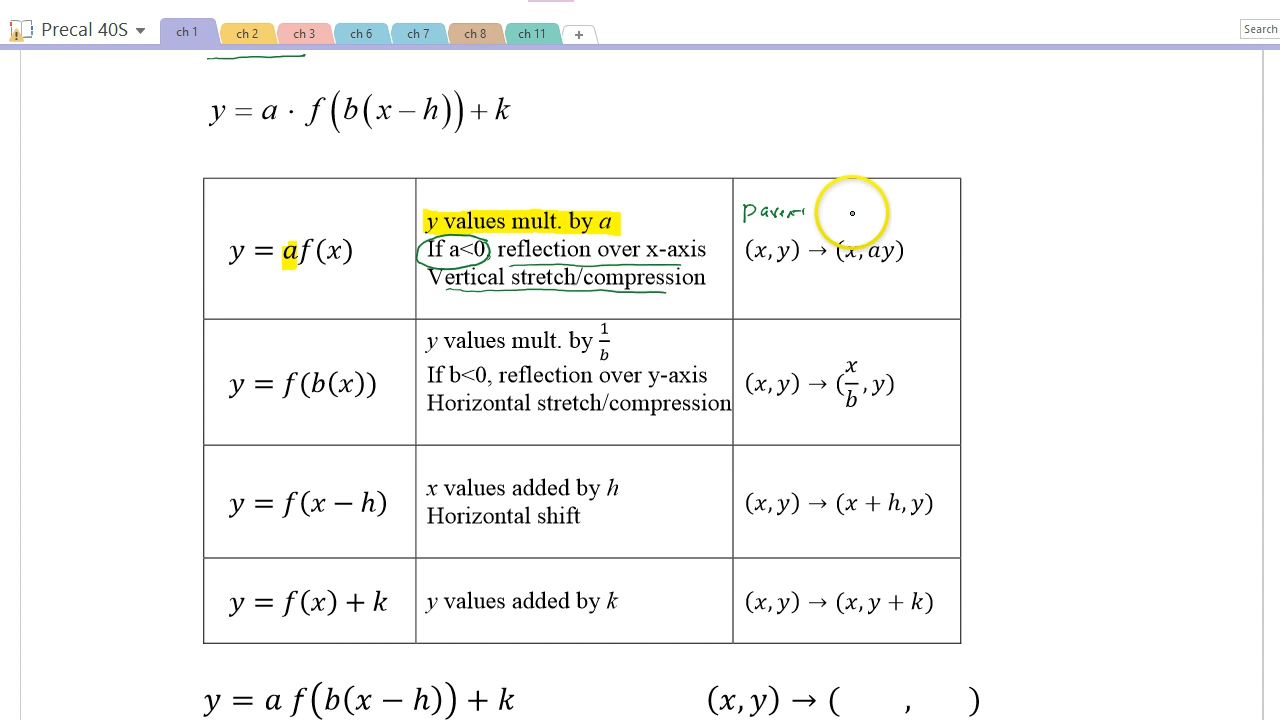 Precal 40S
ch 1 ch 2 ch 3 ch 6 ch 7 ch 8 ch 11 +
Search
y = a · f(b(x − h)) + k
y = af(x)
y values mult. by a
If a<0, reflection over x-axis
Vertical stretch/compression
(x, y) → (x, ay)
y = f(b(x))
y values mult. by 1/b
If b<0, reflection over y-axis
Horizontal stretch/compression
(x, y) → (x/b, y)
y = f(x − h)
x values added by h
Horizontal shift
(x, y) → (x + h, y)
y = f(x) + k
y values added by k
(x, y) → (x, y + k)
y = a f(b(x − h)) + k
(x, y) → ( , )